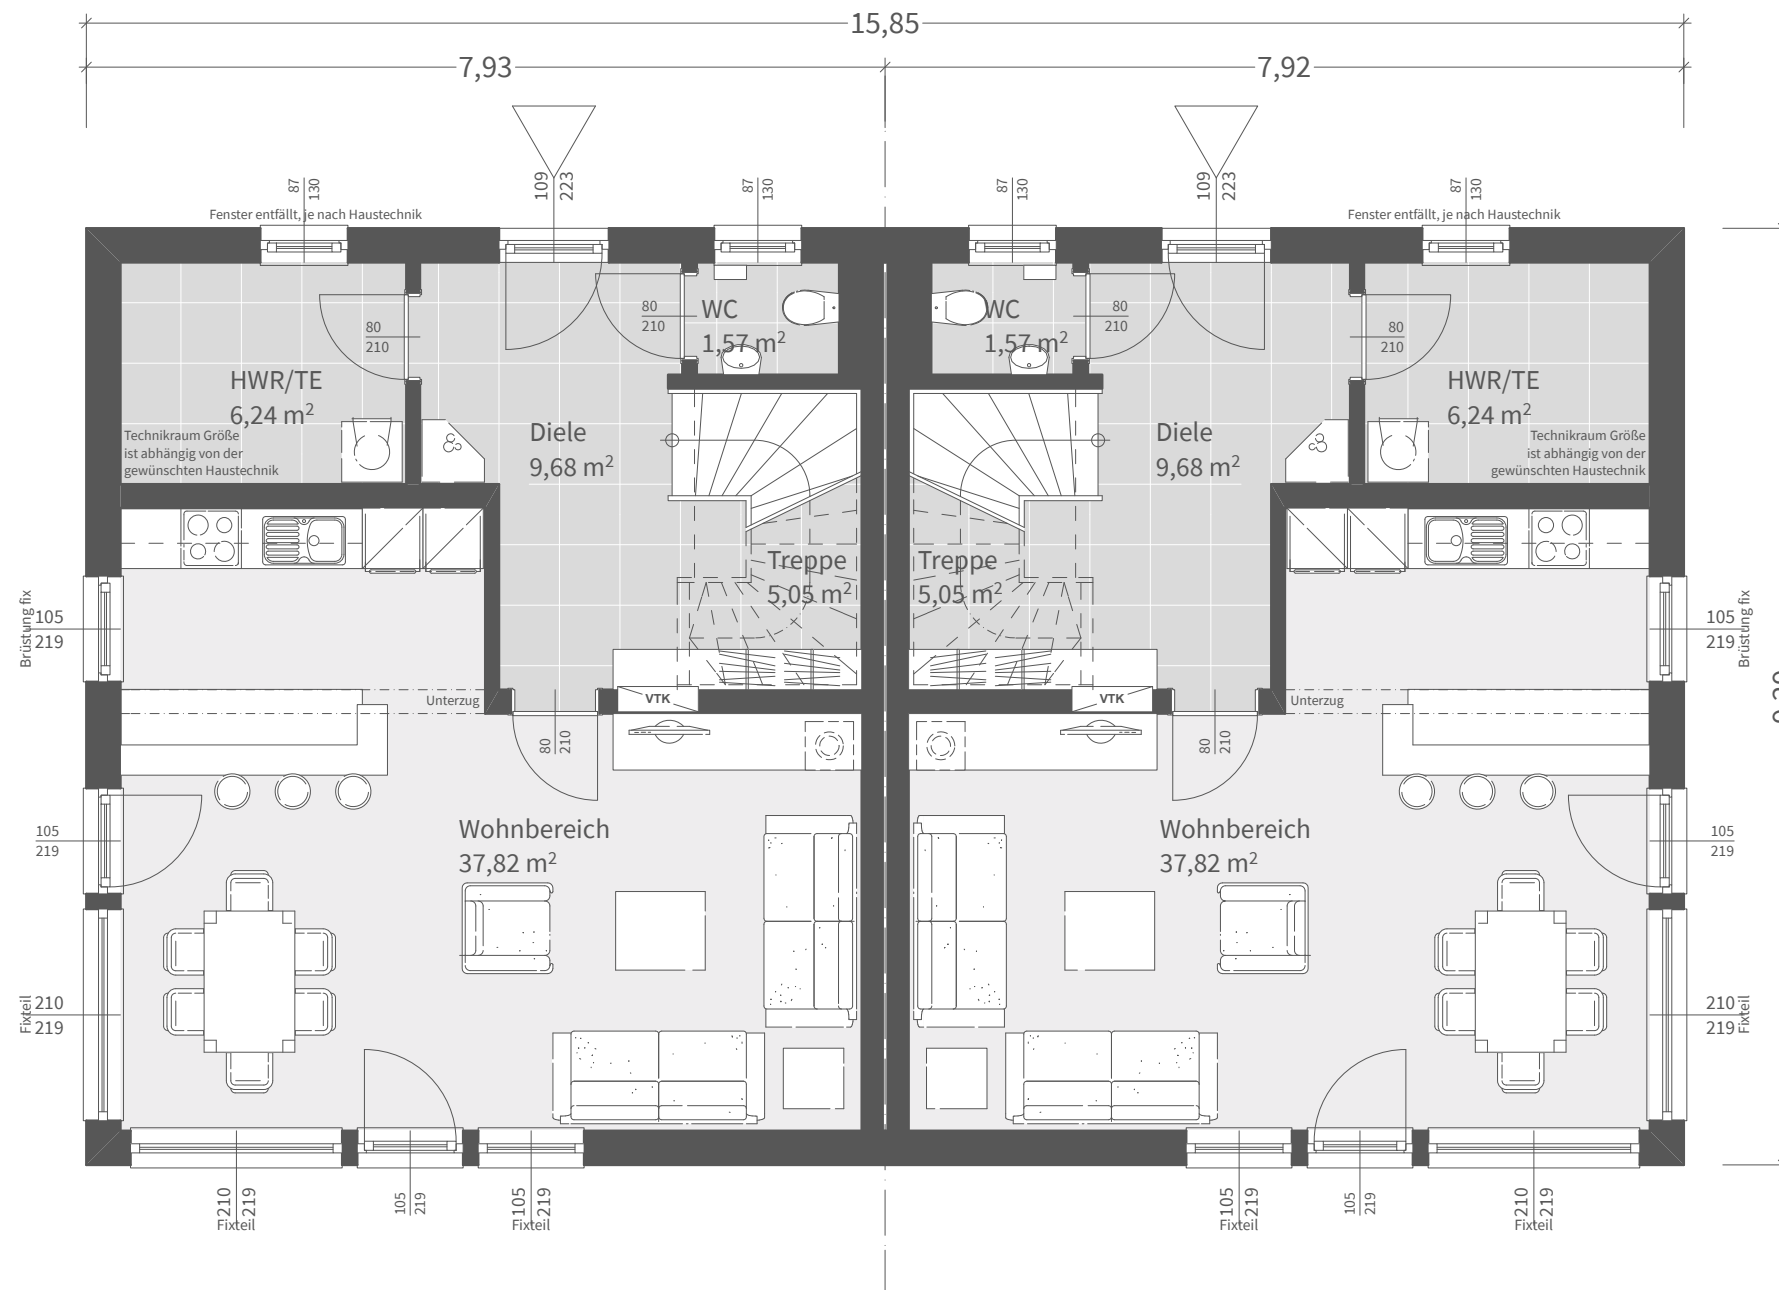 15,85
7,93
7,92
87
130
109
223
87
130
87
130
109
223
87
130
Fenster entfällt, je nach Haustechnik
Fenster entfällt, je nach Haustechnik
80
210
WC
1,57 m²
WC
1,57 m²
80
210
80
210
80
210
HWR/TE
6,24 m²
HWR/TE
6,24 m²
Technikraum Größe
ist abhängig von der
gewünschten Haustechnik
Diele
9,68 m²
Diele
9,68 m²
Technikraum Größe
ist abhängig von der
gewünschten Haustechnik
Treppe
5,05 m²
Treppe
5,05 m²
Brüstung fix
105
219
105
219
Brüstung fix
Unterzug
VTK
VTK
Unterzug
80
210
80
210
105
219
Wohnbereich
37,82 m²
Wohnbereich
37,82 m²
105
219
Fixteil
210
219
210
219
Fixteil
210
219
Fixteil
105
219
105
219
Fixteil
105
219
Fixteil
105
219
210
219
Fixteil